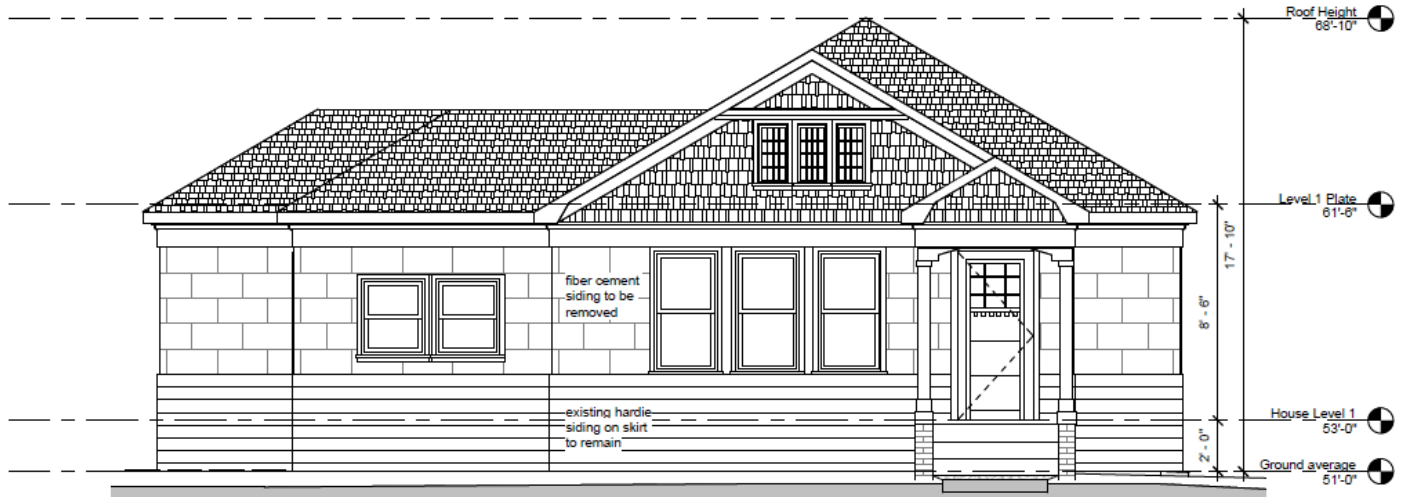 Roof Height
68'-10"
Level 1 Plate
61'-6"
17' - 10"
fiber cement
siding to be
removed
8' - 6"
existing hardie
siding on skirt
to remain
House Level 1
53'-0"
2' - 0"
Ground average
51'-0"